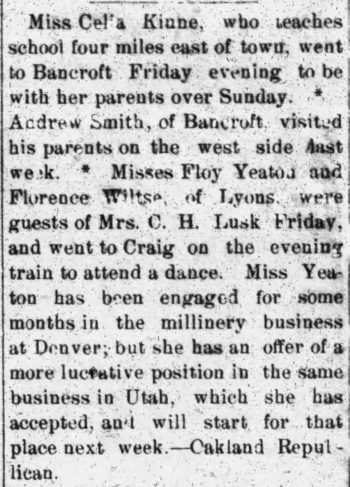 Miss Cel'a Kinne, who teaches
school four miles east of town, went
to Bancroft Friday evening to be
with her parents over Sunday. *
Andrew Smith, of Bancroft, visited
his parents on the west side last
week. * Misses Floy Yeaton and
Florence Wiltse, of Lyons, were
guests of Mrs. C. H. Lusk Friday,
and went to Craig on the evening
train to attend a dance. Miss Yea-
ton has been engaged for some
months in the millinery business
at Denver; but she has an offer of a
more lucrative position in the same
business in Utah, which she has
accepted, and will start for that
place next week.—Oakland Repul-
lican.